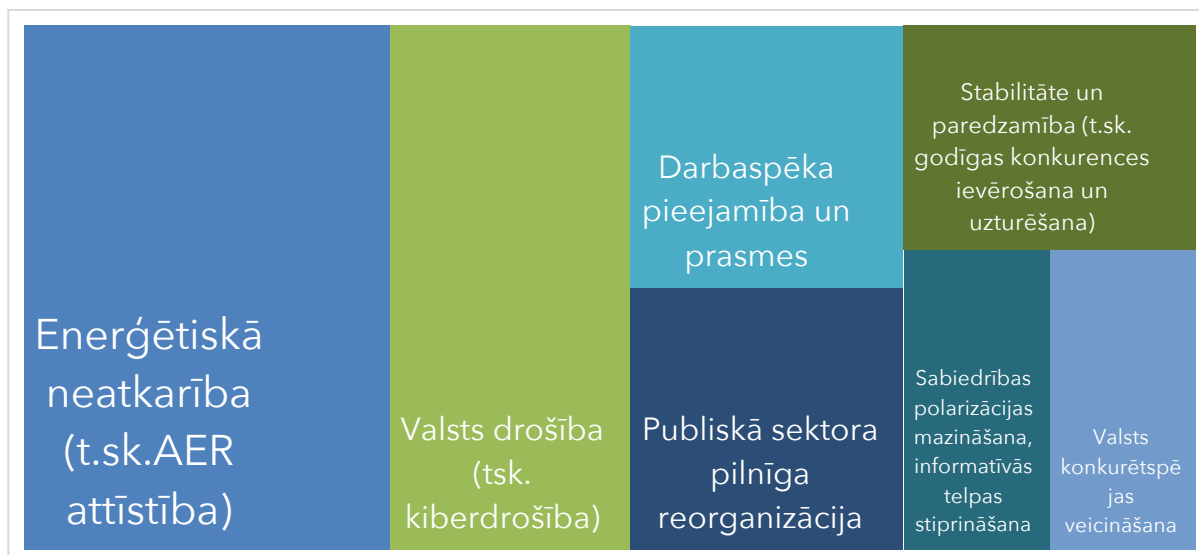 Enerģētiskā
neatkarība
(t.sk.AER
attīstība)
Valsts drošība
(tsk.
kiberdrošība)
Darbaspēka
pieejamība un
prasmes
Publiskā sektora
pilnīga
reorganizācija
Stabilitāte un
paredzamība (t.sk.
godīgas konkurences
ievērošana un
uzturēšana)
Sabiedrības
polarizācijas
mazināšana,
informatīvās
telpas
stiprināšana
Valsts
konkurētspē
jas
veicināšana